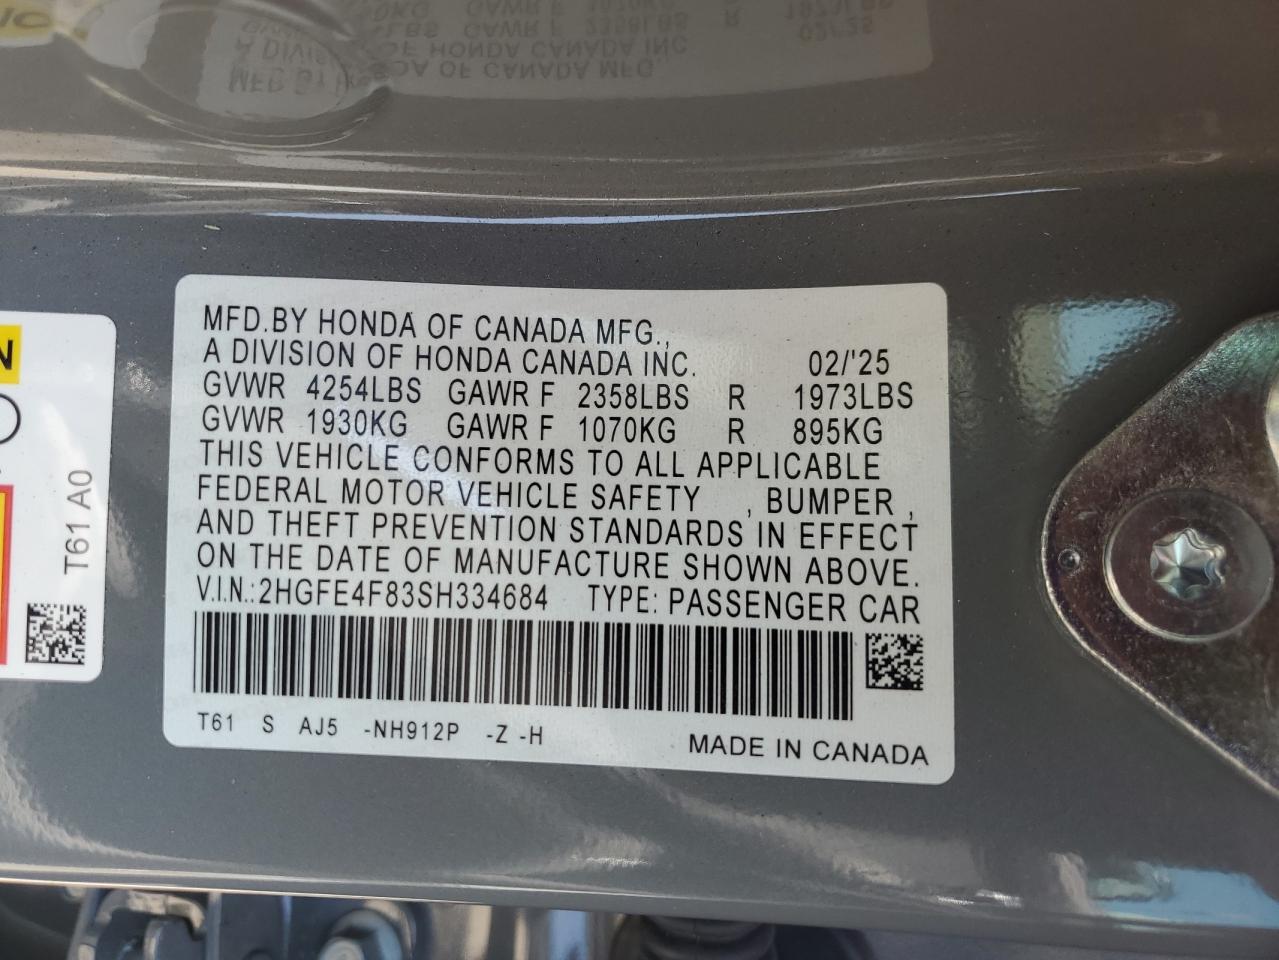 MFD.BY HONDA OF CANADA MFG.,
A DIVISION OF HONDA CANADA INC. 02/'25
GVWR 4254LBS GAWR F 2358LBS R 1973LBS
GVWR 1930KG GAWR F 1070KG R 895KG
THIS VEHICLE CONFORMS TO ALL APPLICABLE
FEDERAL MOTOR VEHICLE SAFETY , BUMPER ,
AND THEFT PREVENTION STANDARDS IN EFFECT
ON THE DATE OF MANUFACTURE SHOWN ABOVE.
V.I.N.:2HGFE4F83SH334684 TYPE: PASSENGER CAR
T61 S AJ5 -NH912P -Z -H
MADE IN CANADA
T61 A0